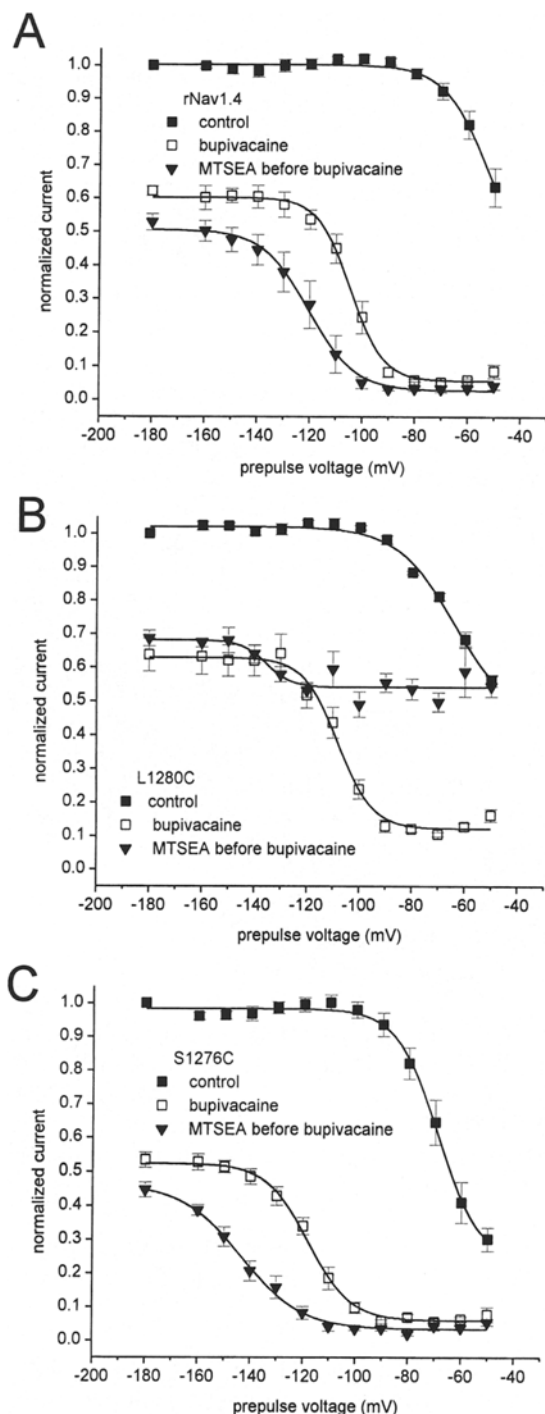 A
1.0
0.9
0.8
0.7
0.6
0.5
0.4
0.3
0.2
0.1
0.0
normalized current
rNav1.4
control
bupivacaine
MTSEA before bupivacaine
-200 -180 -160 -140 -120 -100 -80 -60 -40
prepulse voltage (mV)
B
1.0
0.9
0.8
0.7
0.6
0.5
0.4
0.3
0.2
0.1
0.0
normalized current
L1280C
control
bupivacaine
MTSEA before bupivacaine
-200 -180 -160 -140 -120 -100 -80 -60 -40
prepulse voltage (mV)
C
1.0
0.9
0.8
0.7
0.6
0.5
0.4
0.3
0.2
0.1
0.0
normalized current
S1276C
control
bupivacaine
MTSEA before bupivacaine
-200 -180 -160 -140 -120 -100 -80 -60 -40
prepulse voltage (mV)